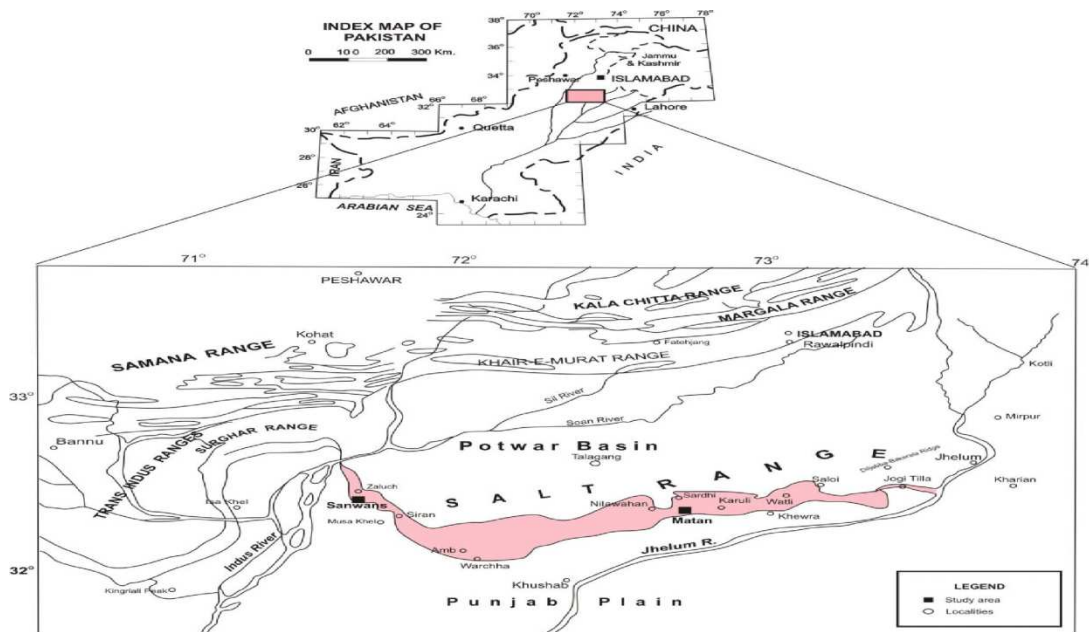 INDEX MAP OF
PAKISTAN
0 100 200 300 Km.
70° 72° 74° 76° 78°
38°
CHINA
36°
Jammu
& Kashmir
34°
Peshawar
ISLAMABAD
AFGHANISTAN
66° 68°
32°
Lahore
62° 64°
30°
Quetta
28°
IRAN
INDIA
26°
Karachi
ARABIAN SEA
24°
71° 72° 73° 74
PESHAWAR
KALA CHITTA RANGE
MARGALA RANGE
Kohat
ISLAMABAD
Fatehjang
Rawalpindi
SAMANA RANGE
KHAIR-E-MURAT RANGE
Kotli
33°
Sil River
Soan River
Mirpur
Bannu
SURGHAR RANGE
TRANS INDUS RANGES
Potwar Basin
Talagang
Jhelum
SALT RANGE
Zaluch
Saloi
Jogi Tilla
Kharian
Isa Khel
Sanwans
Sardhi
Watli
Nilawahan
Karuli
Musa Khel
Siran
Matan
Khewra
Indus River
Amb
Jhelum R.
32°
Warchha
Khushab
LEGEND
Study area
Localities
Punjab Plain